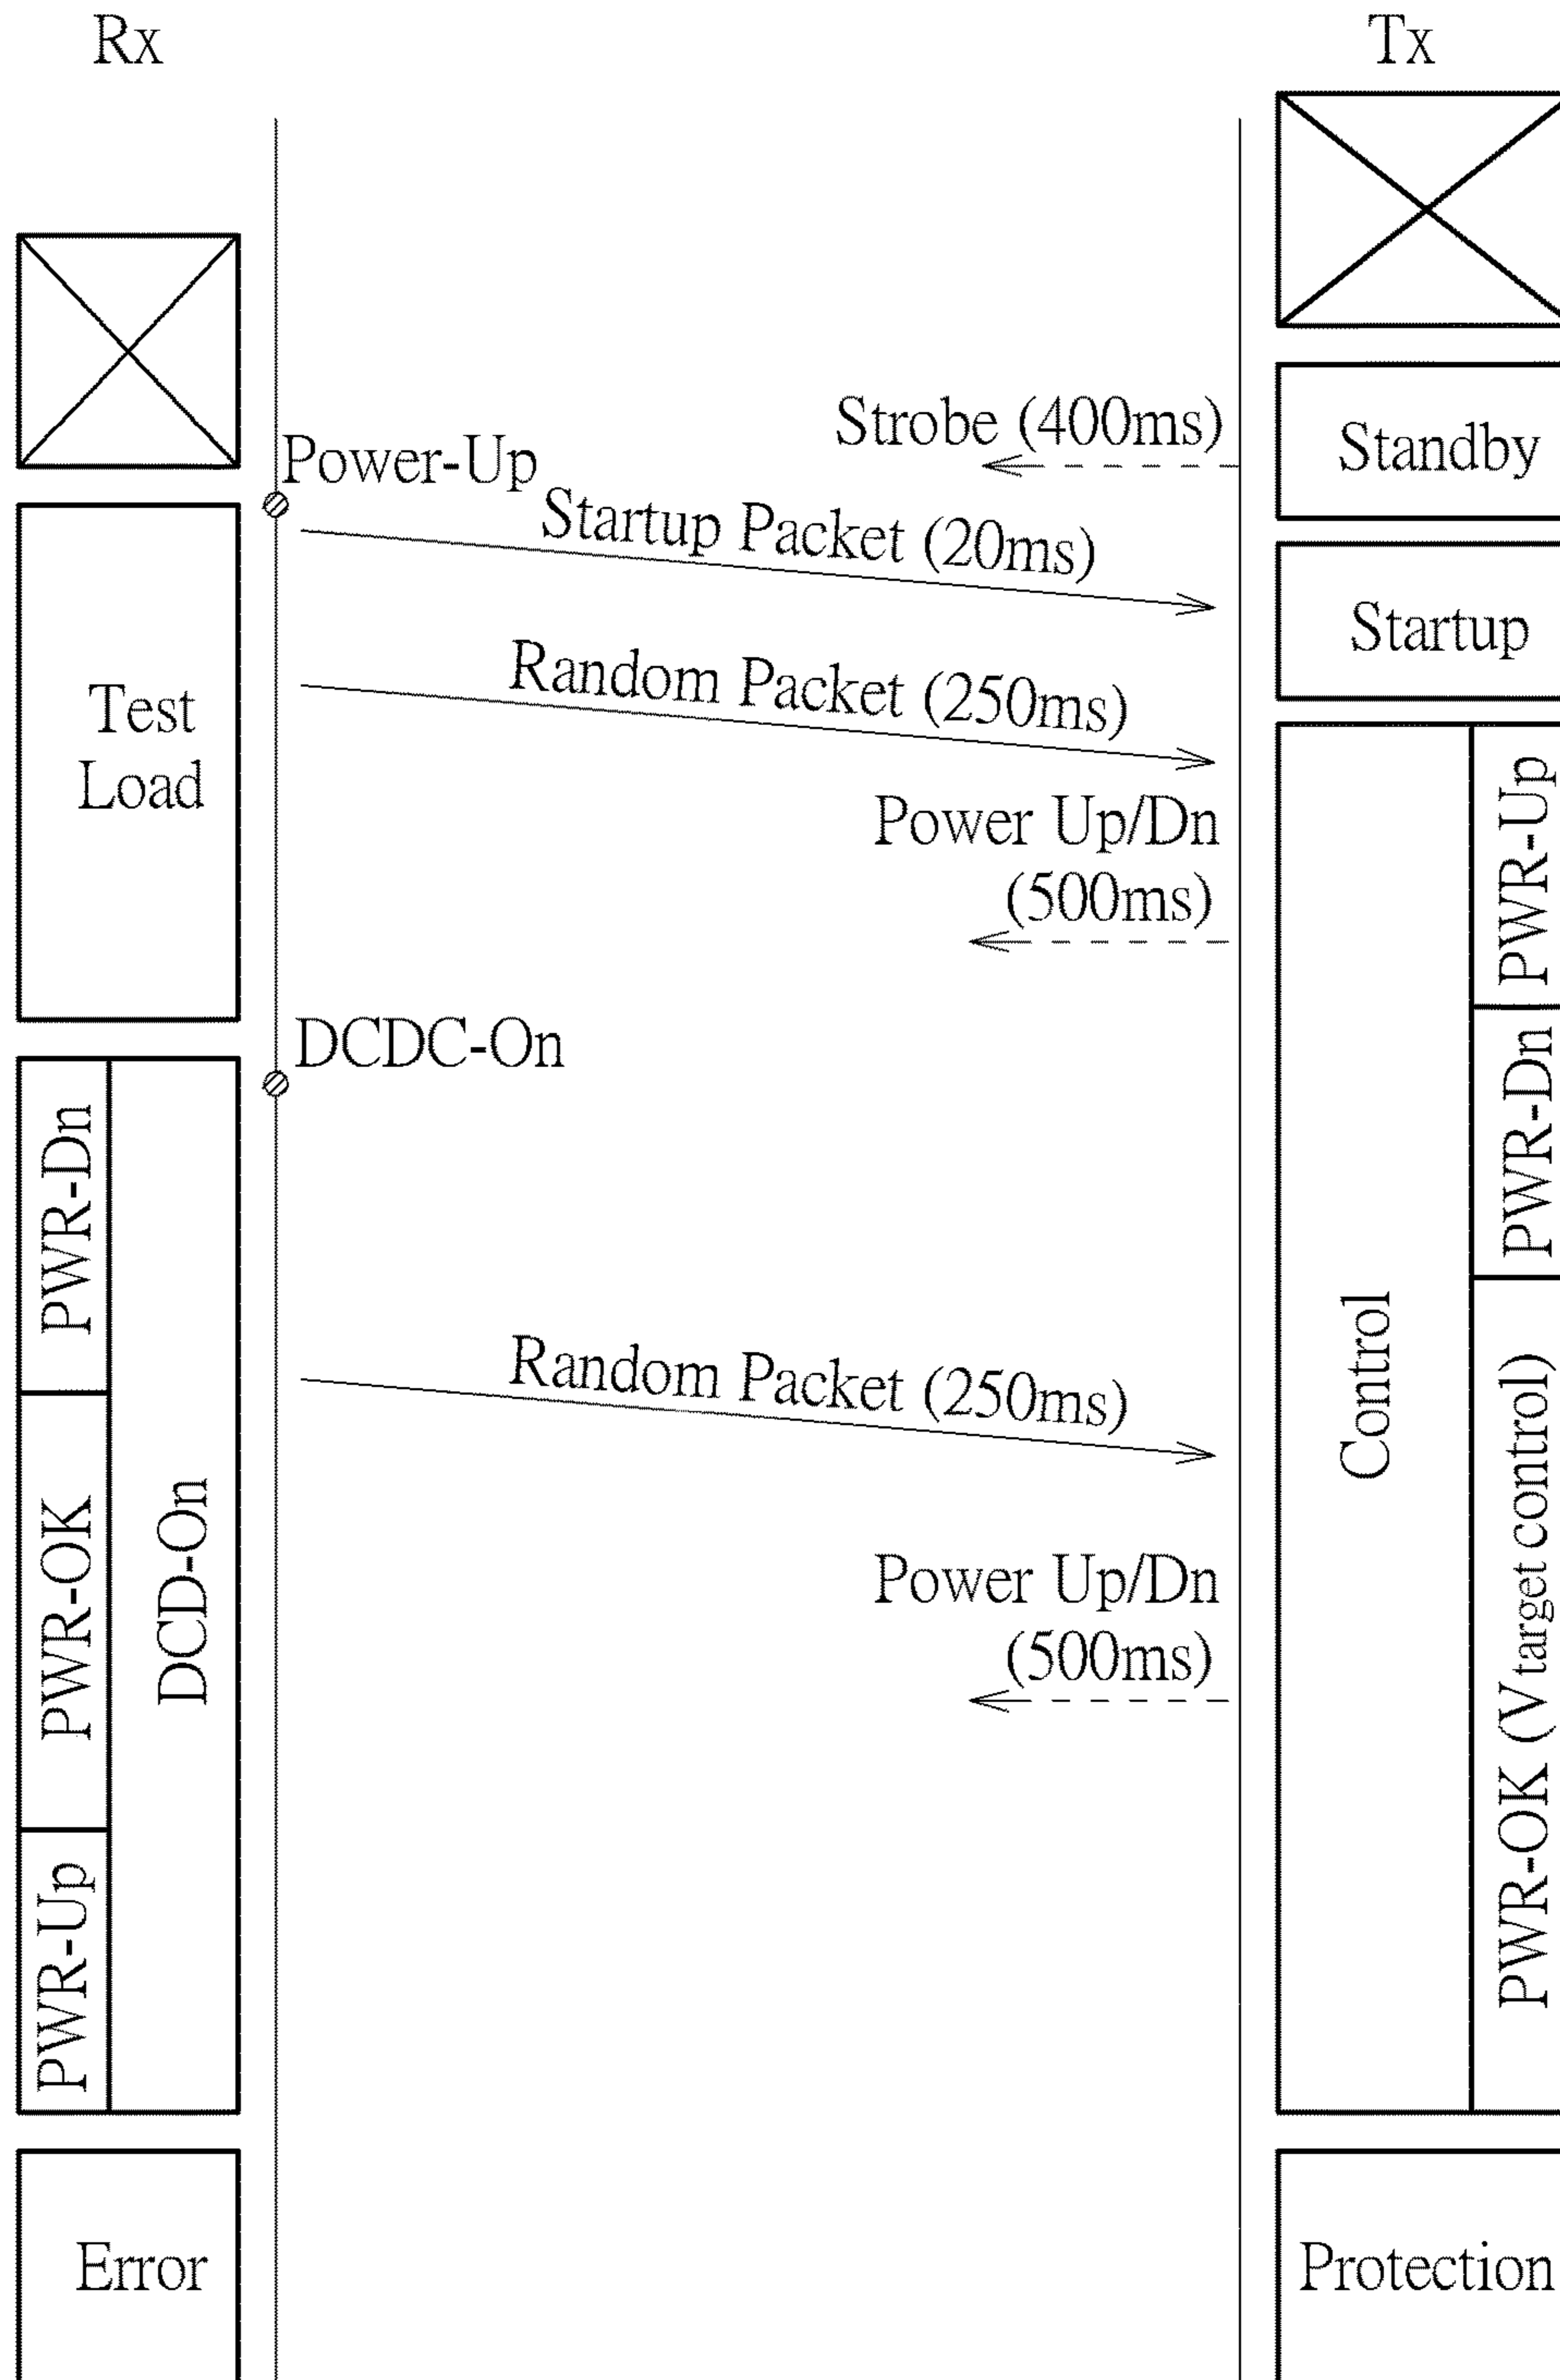 Rx
Tx
Strobe (400ms)
Standby
Power-Up
Startup Packet (20ms)
Startup
Random Packet (250ms)
Test
Load
Power Up/Dn
(500ms)
PWR-Up
DCDC-On
PWR-Dn
PWR-Dn
Control
Random Packet (250ms)
PWR-OK
DCD-On
Power Up/Dn
(500ms)
PWR-OK (V target control)
PWR-Up
Error
Protection